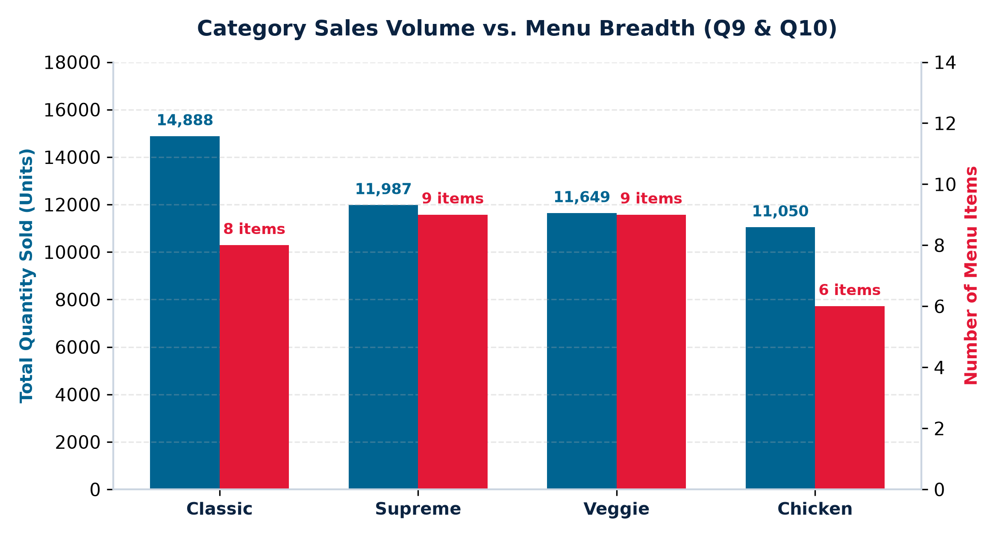 Category Sales Volume vs. Menu Breadth (Q9 & Q10)
Total Quantity Sold (Units)
18000
16000
14000
12000
10000
8000
6000
4000
2000
0
14,888
8 items
11,987
9 items
11,649
9 items
11,050
6 items
14
12
10
8
6
4
2
0
Number of Menu Items
Classic
Supreme
Veggie
Chicken